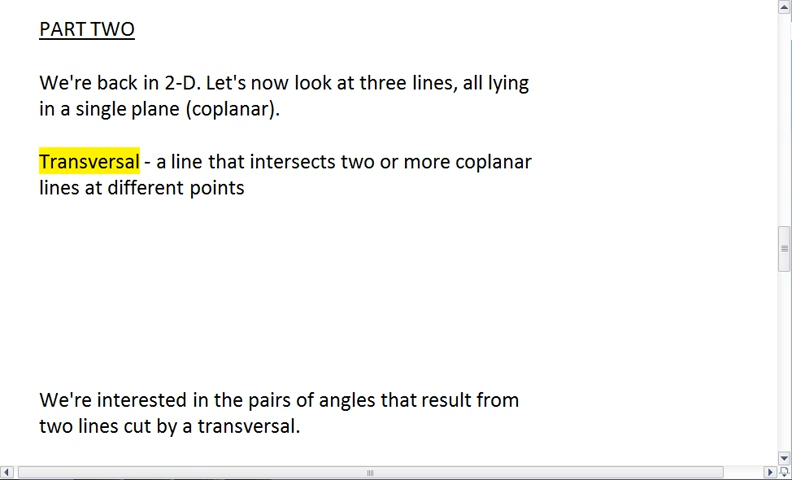 PART TWO
We're back in 2-D. Let's now look at three lines, all lying
in a single plane (coplanar).
Transversal - a line that intersects two or more coplanar
lines at different points
We're interested in the pairs of angles that result from
two lines cut by a transversal.